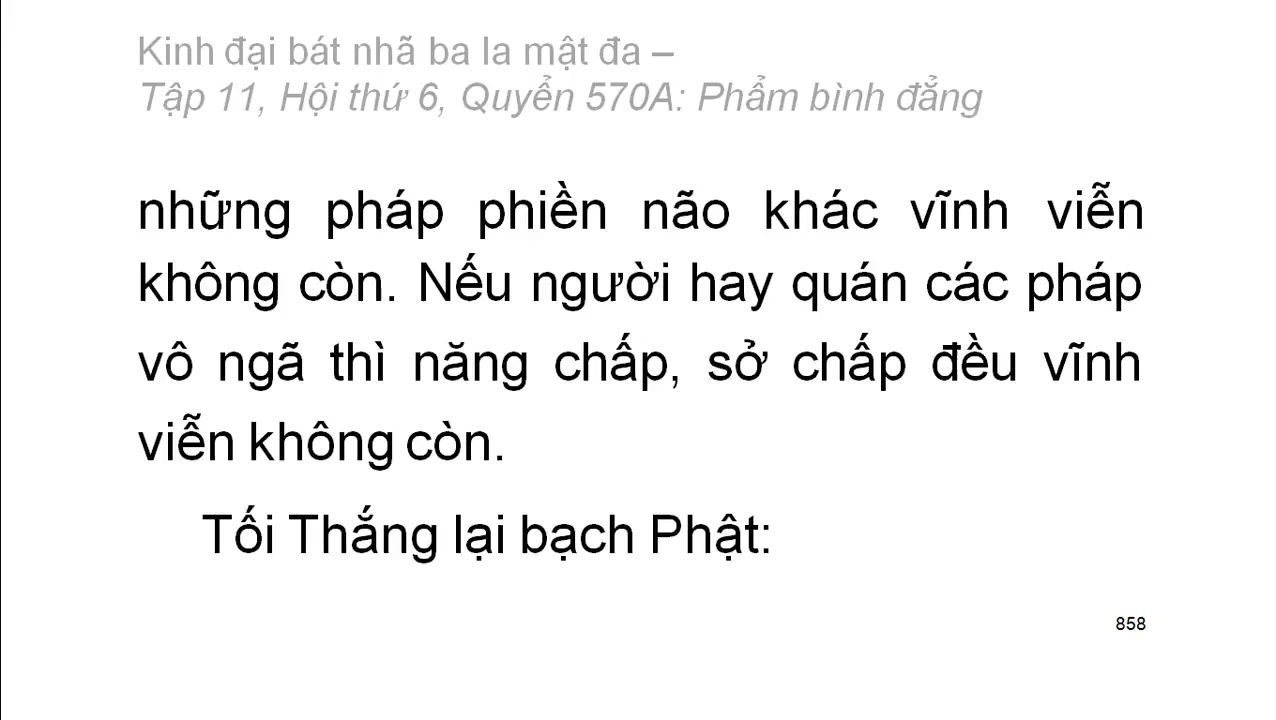 Kinh đại bát nhã ba la mật đa –
Tập 11, Hội thứ 6, Quyển 570A: Phẩm bình đẳng
những pháp phiền não khác vĩnh viễn
không còn. Nếu người hay quán các pháp
vô ngã thì năng chấp, sở chấp đều vĩnh
viễn không còn.
Tối Thắng lại bạch Phật:
858